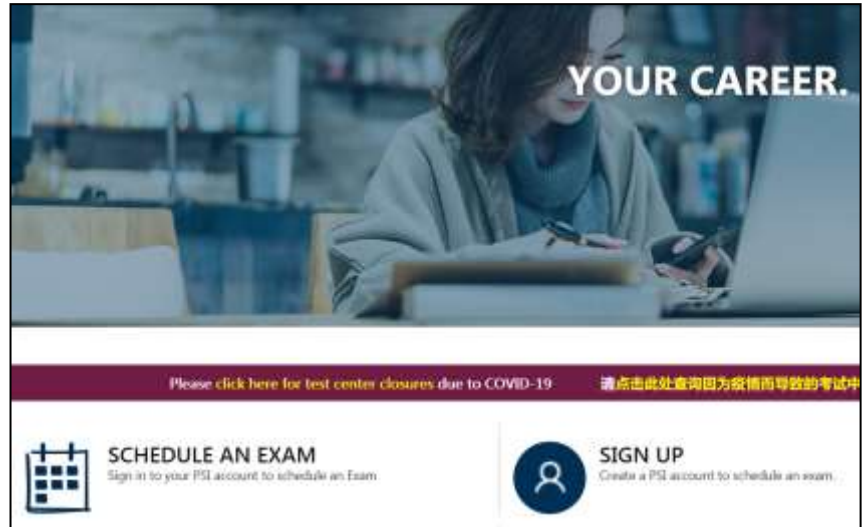 YOUR CAREER.
Please click here for test center closures due to COVID-19 请点击此处查询因为疫情而导致的考试中
SCHEDULE AN EXAM
Sign in to your PSI account to schedule an Exam
SIGN UP
Create a PSI account to schedule an exam.